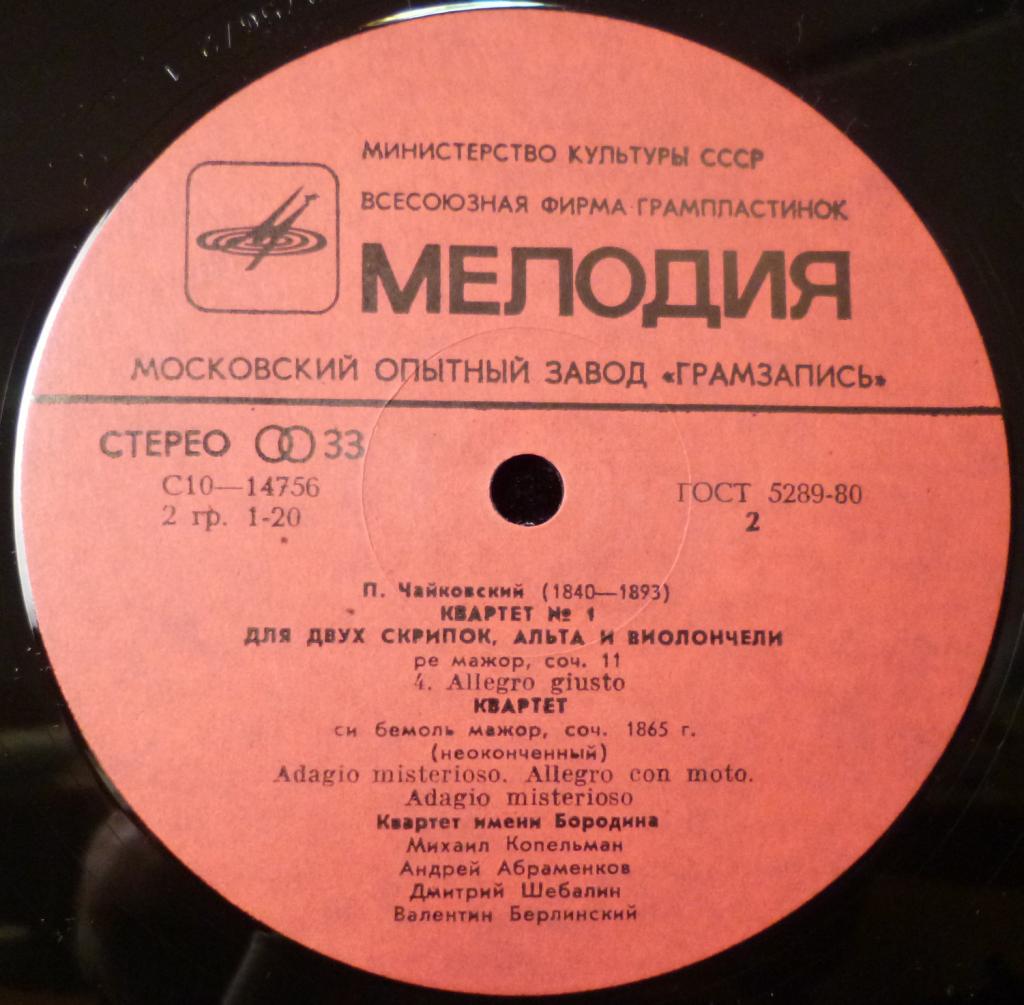 МИНИСТЕРСТВО КУЛЬТУРЫ СССР
ВСЕСОЮЗНАЯ ФИРМА ГРАМПЛАСТИНОК
МЕЛОДИЯ
МОСКОВСКИЙ ОПЫТНЫЙ ЗАВОД «ГРАМЗАПИСЬ»
СТЕРЕО 33
С10—14756
2 гр. 1-20
ГОСТ 5289-80
2
П. Чайковский (1840—1893)
КВАРТЕТ № 1
ДЛЯ ДВУХ СКРИПОК, АЛЬТА И ВИОЛОНЧЕЛИ
ре мажор, соч. 11
4. Allegro giusto
КВАРТЕТ
си бемоль мажор, соч. 1865 г.
(неоконченный)
Adagio misterioso. Allegro con moto.
Adagio misterioso
Квартет имени Бородина
Михаил Копельман
Андрей Абраменков
Дмитрий Шебалин
Валентин Берлинский